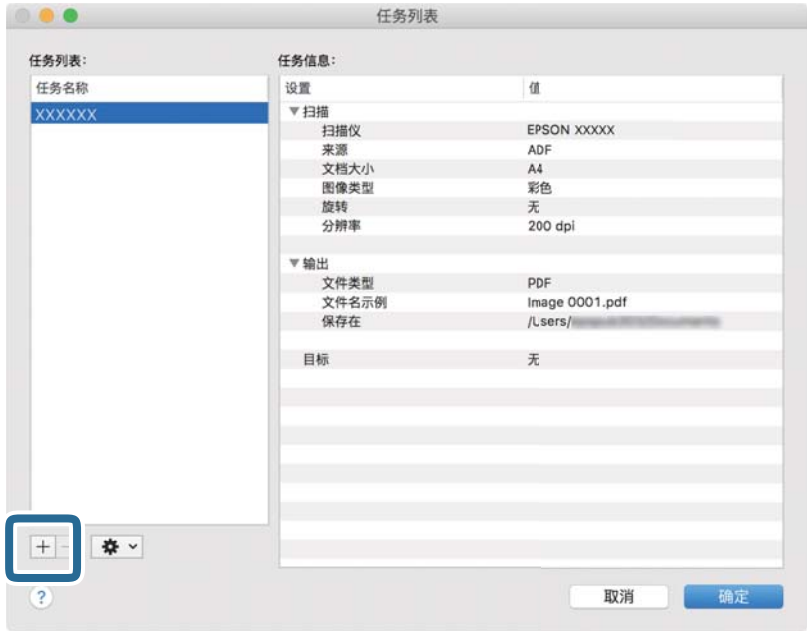 任务列表
任务列表:
任务名称
XXXXXX
任务信息:
设置 值
▼扫描
扫描仪 EPSON XXXXX
来源 ADF
文档大小 A4
图像类型 彩色
旋转 无
分辨率 200 dpi
▼输出
文件类型 PDF
文件名示例 Image 0001.pdf
保存在 /Users/
目标 无
+ -
?
取消 确定